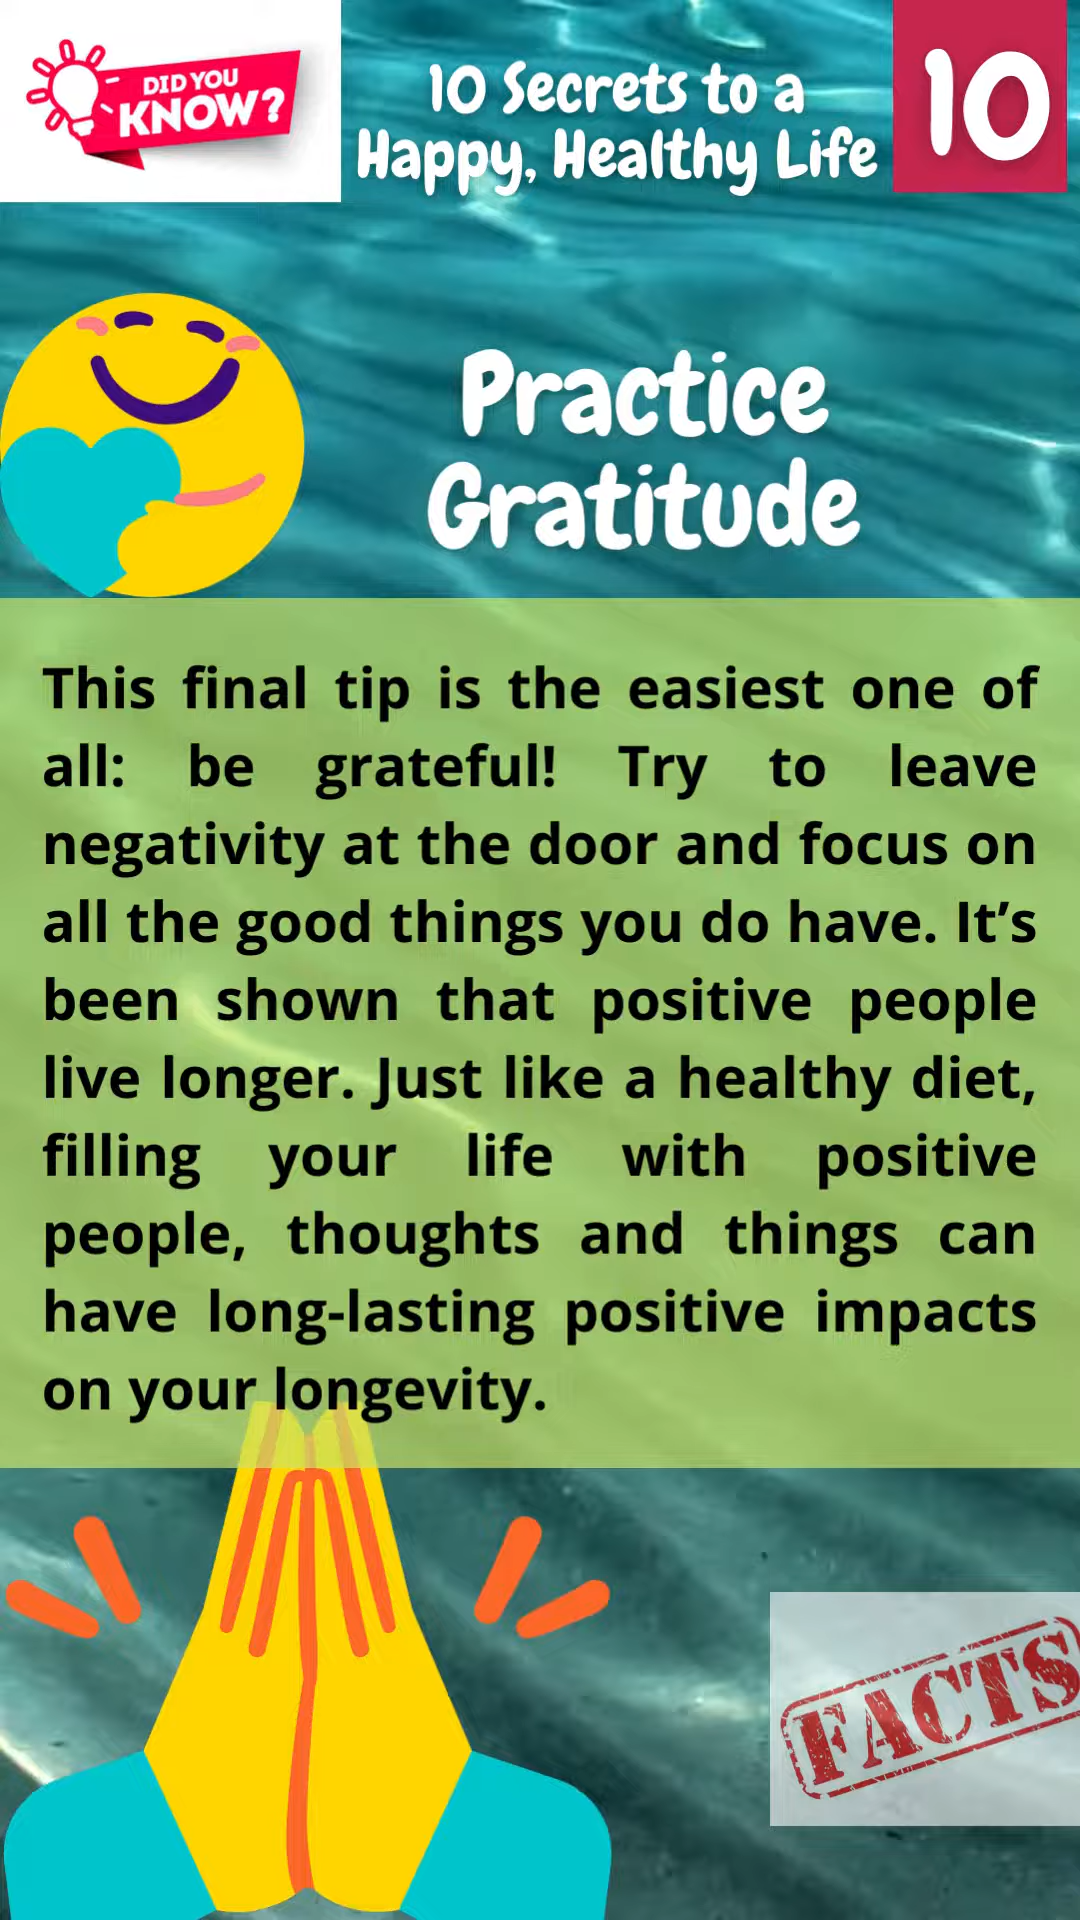 DID YOU
KNOW?
10 Secrets to a
Happy, Healthy Life
10
Practice
Gratitude
This final tip is the easiest one of
all: be grateful! Try to leave
negativity at the door and focus on
all the good things you do have. It’s
been shown that positive people
live longer. Just like a healthy diet,
filling your life with positive
people, thoughts and things can
have long-lasting positive impacts
on your longevity.
FACTS